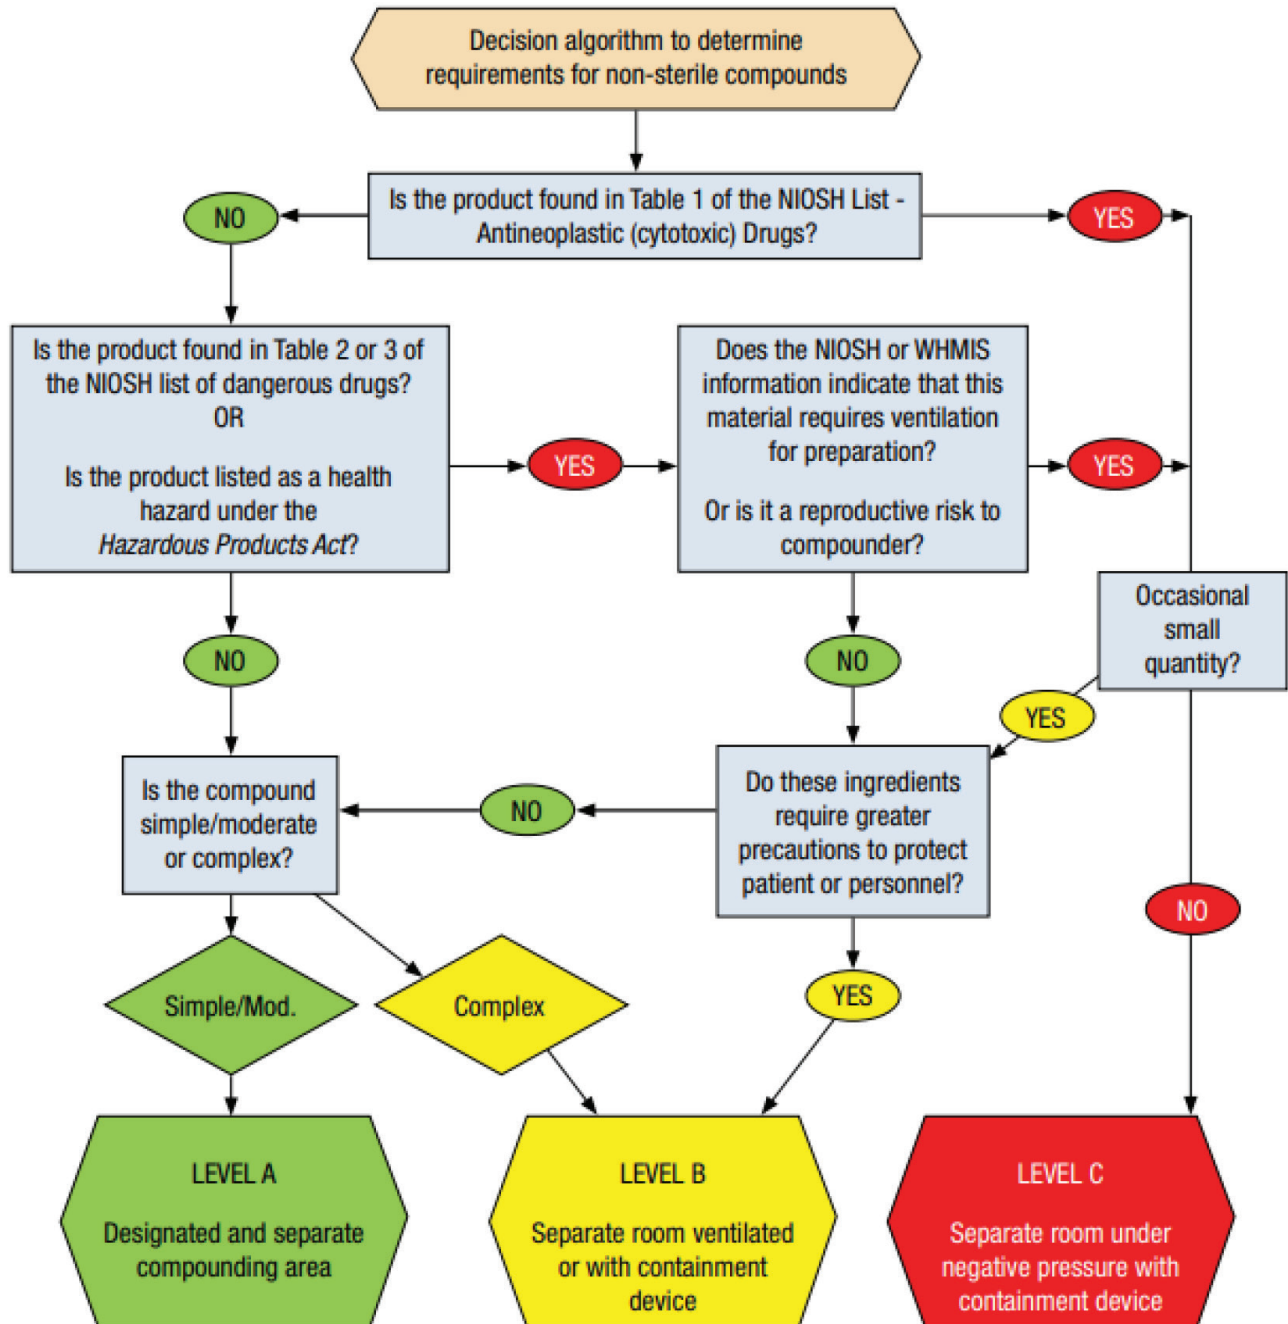 Decision algorithm to determine
requirements for non-sterile compounds
Is the product found in Table 1 of the NIOSH List -
Antineoplastic (cytotoxic) Drugs?
NO
YES
Is the product found in Table 2 or 3 of
the NIOSH list of dangerous drugs?
OR
Is the product listed as a health
hazard under the
Hazardous Products Act?
YES
Does the NIOSH or WHMIS
information indicate that this
material requires ventilation
for preparation?
Or is it a reproductive risk to
compounder?
YES
Occasional
small
quantity?
NO
NO
YES
Is the compound
simple/moderate
or complex?
NO
Do these ingredients
require greater
precautions to protect
patient or personnel?
NO
Simple/Mod.
Complex
YES
LEVEL A
Designated and separate
compounding area
LEVEL B
Separate room ventilated
or with containment
device
LEVEL C
Separate room under
negative pressure with
containment device